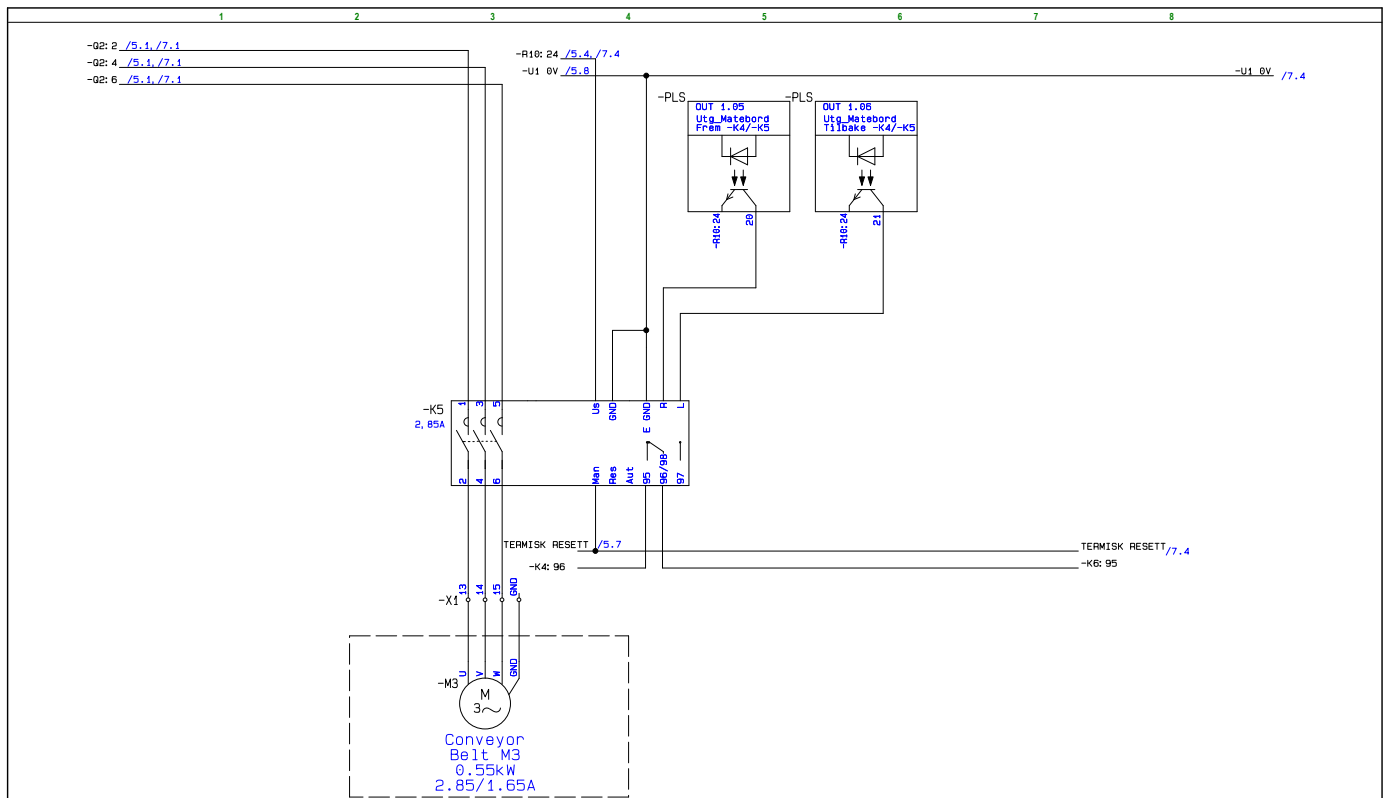 1 2 3 4 5 6 7 8
-Q2:2 /5.1,/7.1
-Q2:4 /5.1,/7.1
-Q2:6 /5.1,/7.1
-R10:24 /5.4,/7.4
-U1 0V /5.8
-U1 0V /7.4
-PLS
OUT 1.05
Utg_Matebord
Frem -K4/-K5
-R10:24
20
-PLS
OUT 1.06
Utg_Matebord
Tilbake -K4/-K5
-R10:24
21
-K5
2,85A
1 3 5 Us GND E GND R L
2 4 6 Man Res Aut 95 96/98 97
TERMISK RESETT /5.7
TERMISK RESETT /7.4
-K4:96
-K6:95
-X1 13 14 15 GND
U V W GND
-M3
M
3~
Conveyor
Belt M3
0.55kW
2.85/1.65A